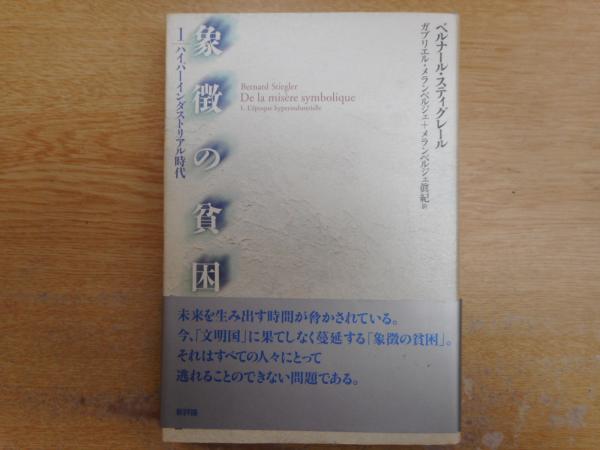 ベルナール・スティグレール
ガブリエル・メランベルジェ+メランベルジェ眞紀 訳
象徴の貧困
1 ハイパーインダストリアル時代
Bernard Stiegler
De la misère symbolique
1. L'époque hyperindustrielle
未来を生み出す時間が脅かされている。
今、「文明国」に果てしなく蔓延する「象徴の貧困」。
それはすべての人々にとって
逃れることのできない問題である。
新評論